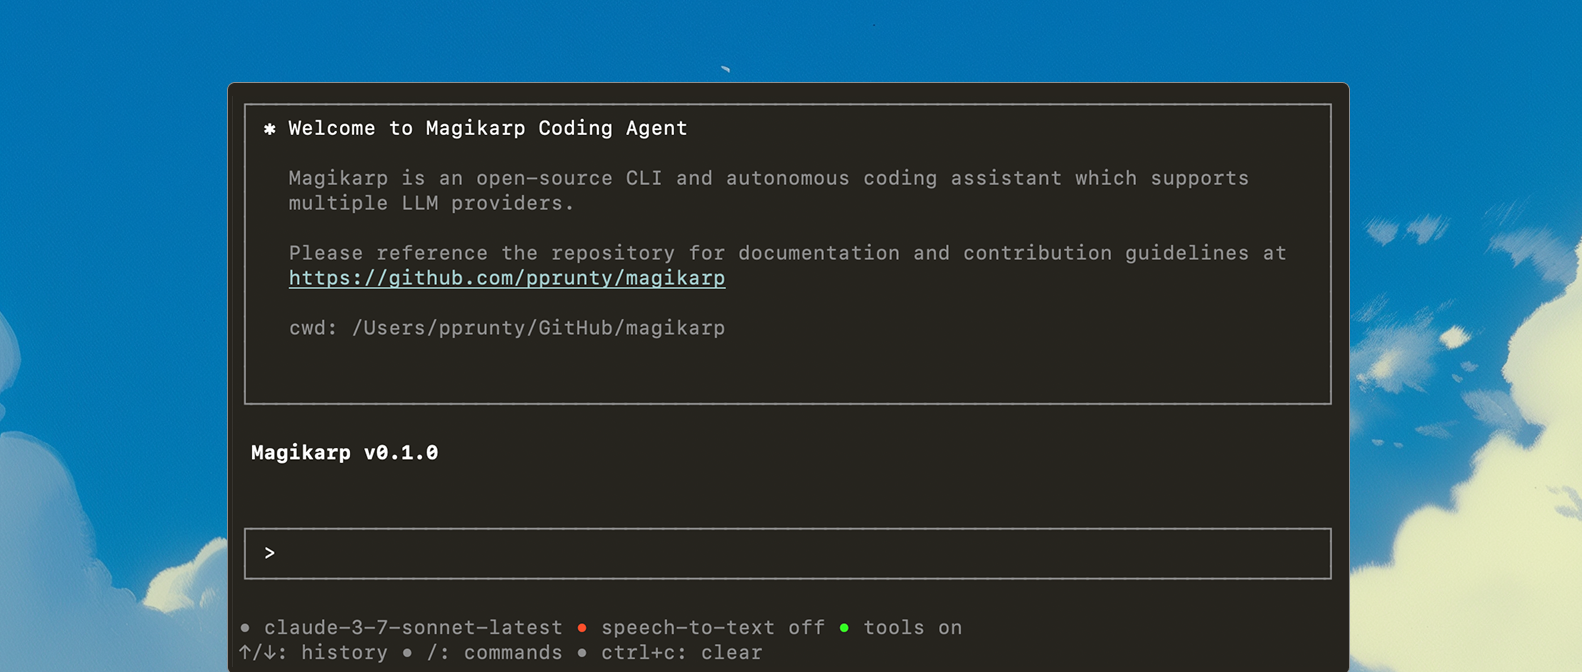 ✱ Welcome to Magikarp Coding Agent
Magikarp is an open-source CLI and autonomous coding assistant which supports
multiple LLM providers.
Please reference the repository for documentation and contribution guidelines at
https://github.com/pprunty/magikarp
cwd: /Users/pprunty/GitHub/magikarp
Magikarp v0.1.0
>
● claude-3-7-sonnet-latest ● speech-to-text off ● tools on
↑/↓: history ● /: commands ● ctrl+c: clear